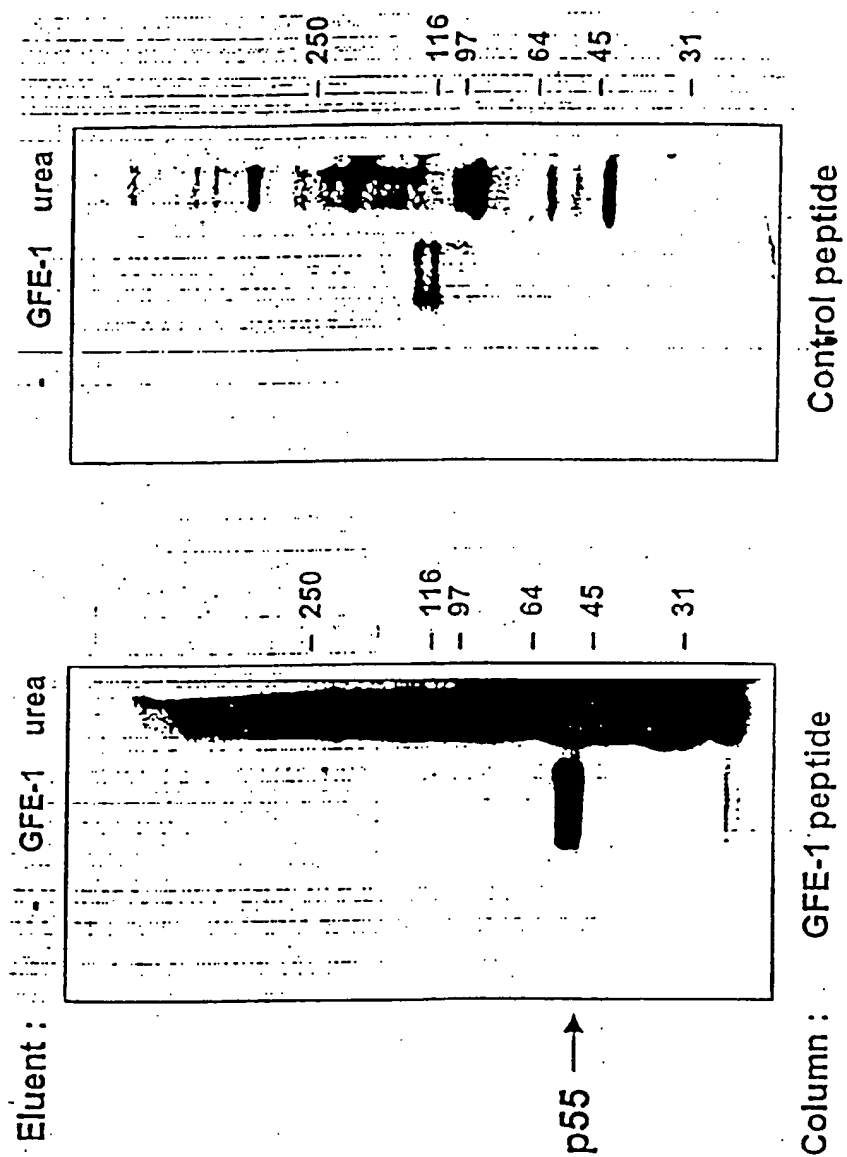 Eluent : - GFE-1 urea
- GFE-1 urea
p55
250
116
97
64
45
31
250
116
97
64
45
31
Column : GFE-1 peptide
Control peptide